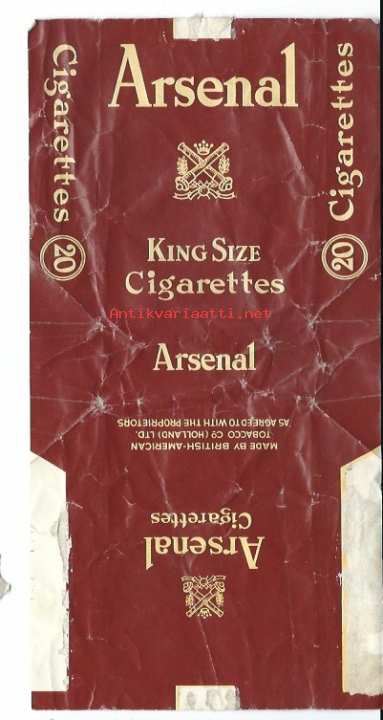 Arsenal
Cigarettes
20
Cigarettes
20
KING SIZE
Cigarettes
Antikvariaatti.net
Arsenal
MADE BY BRITISH-AMERICAN
TOBACCO CO (HOLLAND) LTD.
AS AGREED TO WITH THE PROPRIETORS
Arsenal
Cigarettes